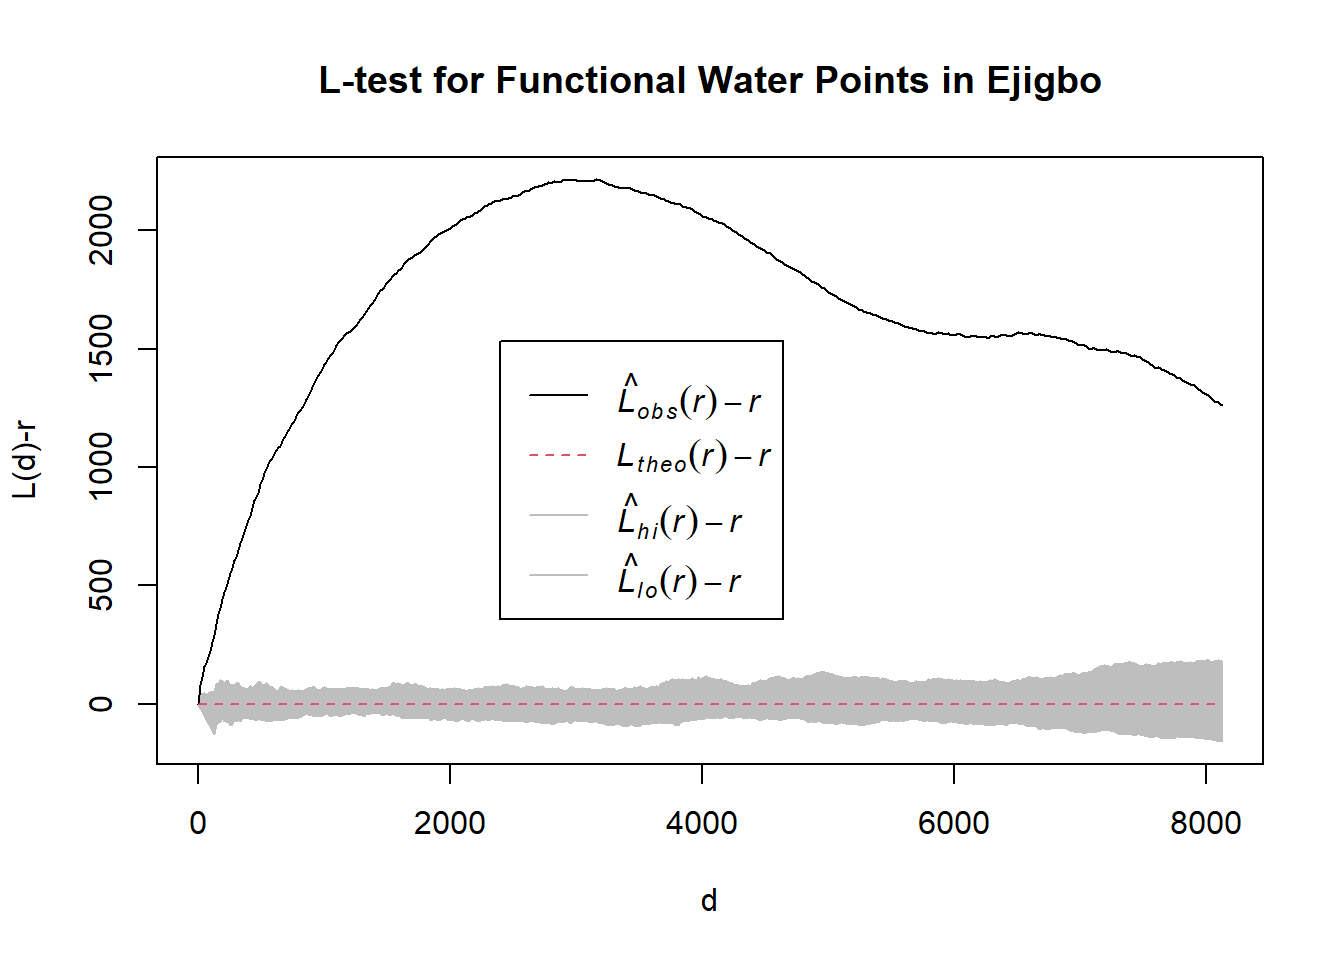 L-test for Functional Water Points in Ejigbo
L(d)-r
2000
1500
1000
500
0
L̂obs(r) − r
Ltheo(r) − r
L̂hi(r) − r
L̂lo(r) − r
0 2000 4000 6000 8000
d